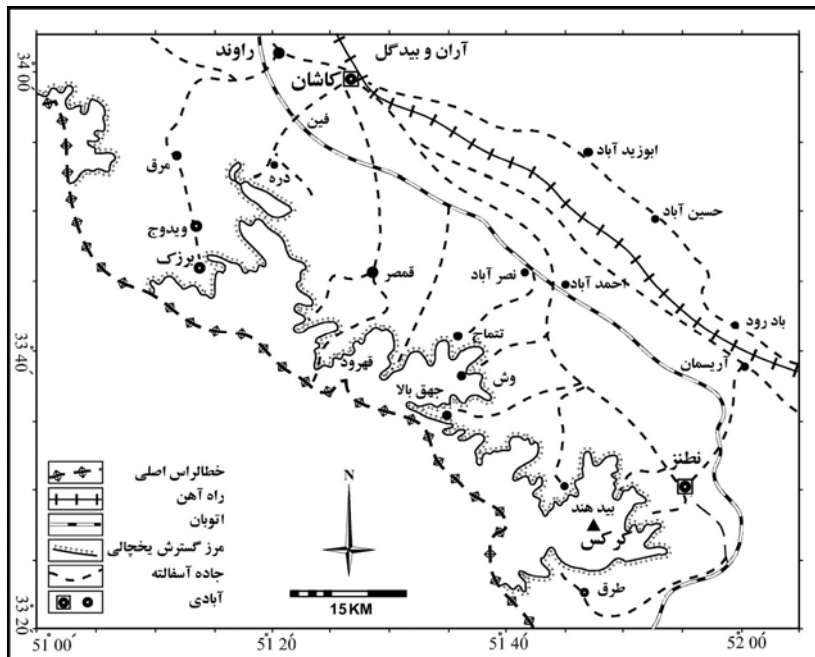 آران و بیدگل
راوند
کاشان
34 00
فین
ابوزید آباد
مرق
دره
حسین آباد
ویدوج
برزک
قمصر
نصر آباد
احمد آباد
باد رود
تتماج
33 40
آریسمان
قهرود
وش
جهق بالا
نطنز
N
بید هند
کرکس
طرق
15 KM
خطالراس اصلی
راه آهن
اتوبان
مرز گسترش یخچالی
جاده آسفالته
آبادی
33 20
51 00
51 20
51 40
52 00